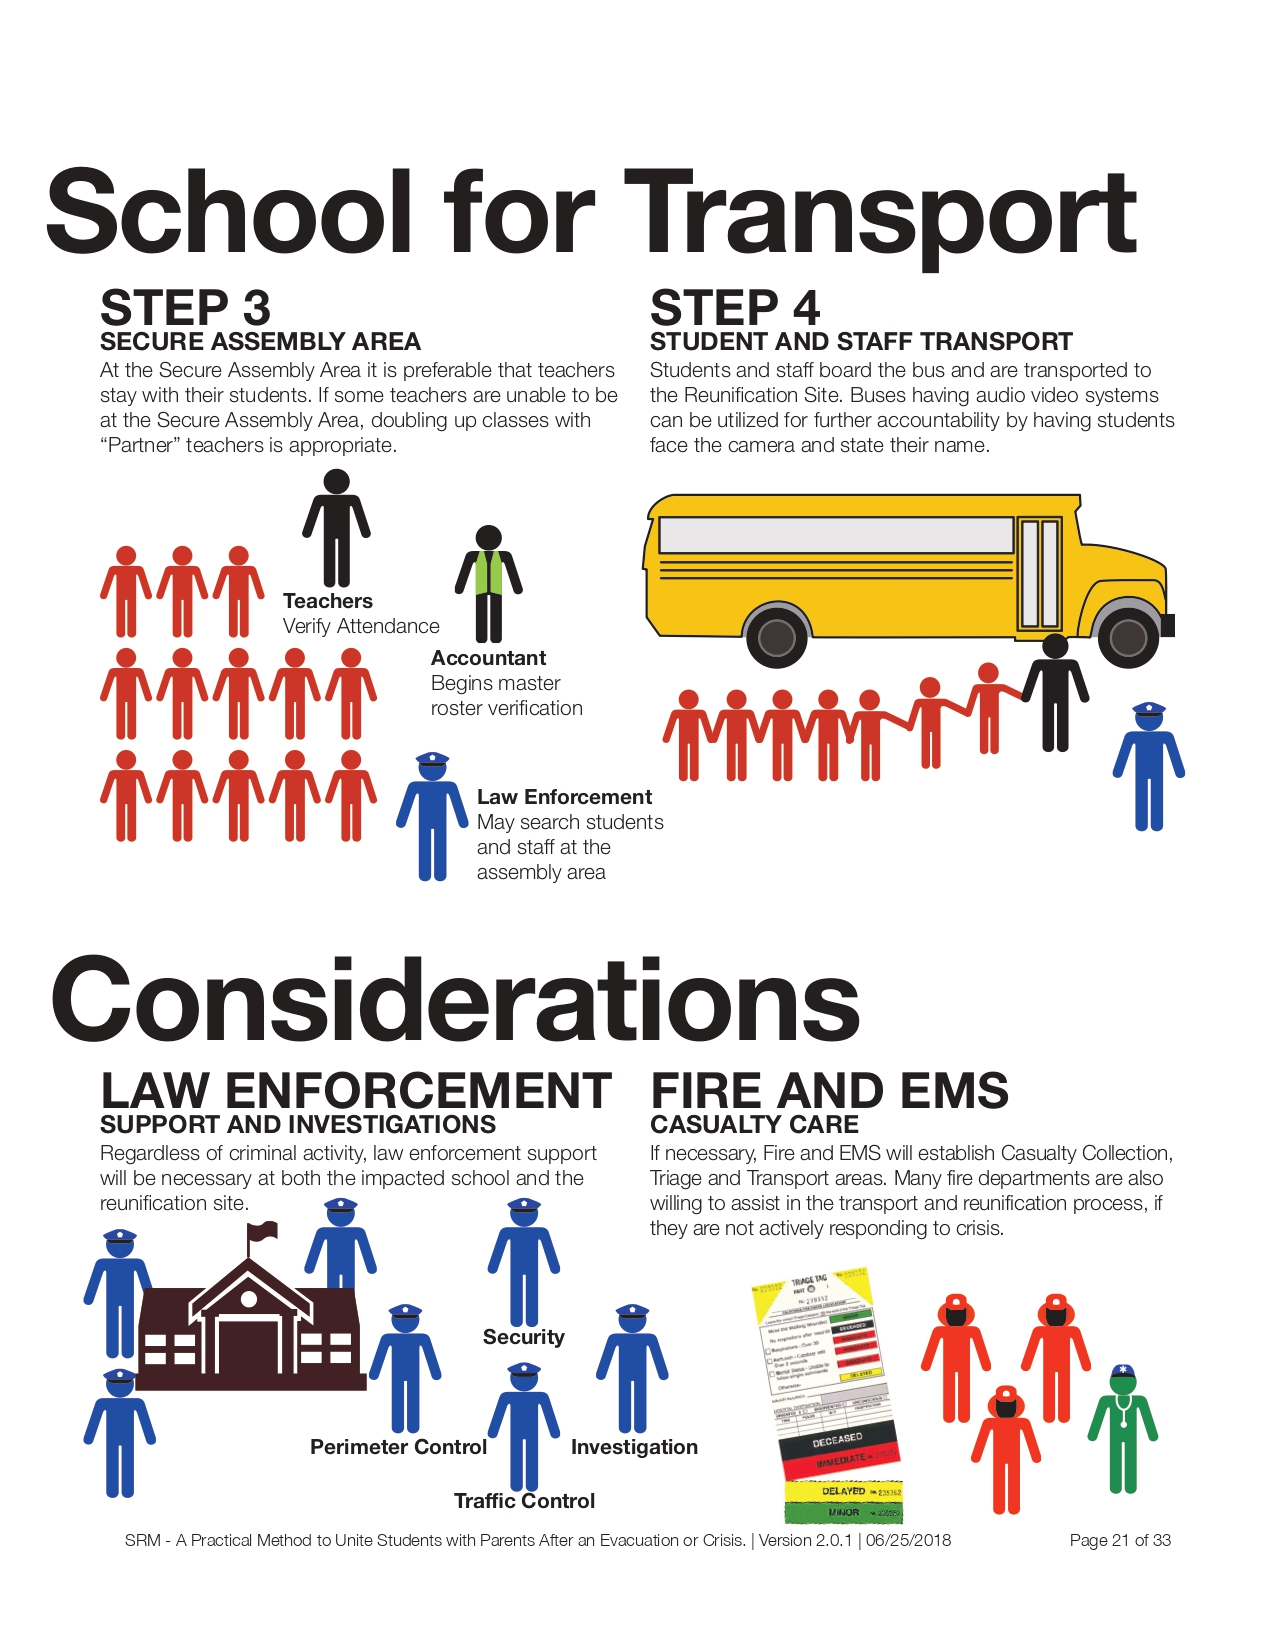 School for Transport
STEP 3
SECURE ASSEMBLY AREA
At the Secure Assembly Area it is preferable that teachers
stay with their students. If some teachers are unable to be
at the Secure Assembly Area, doubling up classes with
“Partner” teachers is appropriate.
Teachers
Verify Attendance
Accountant
Begins master
roster verification
Law Enforcement
May search students
and staff at the
assembly area
STEP 4
STUDENT AND STAFF TRANSPORT
Students and staff board the bus and are transported to
the Reunification Site. Buses having audio video systems
can be utilized for further accountability by having students
face the camera and state their name.
Considerations
LAW ENFORCEMENT
SUPPORT AND INVESTIGATIONS
Regardless of criminal activity, law enforcement support
will be necessary at both the impacted school and the
reunification site.
Security
Perimeter Control
Investigation
Traffic Control
FIRE AND EMS
CASUALTY CARE
If necessary, Fire and EMS will establish Casualty Collection,
Triage and Transport areas. Many fire departments are also
willing to assist in the transport and reunification process, if
they are not actively responding to crisis.
TRIAGE TAG
PART
No. 239352
DECEASED
DELAYED
DECEASED
IMMEDIATE
DELAYED No. 239352
MINOR
SRM - A Practical Method to Unite Students with Parents After an Evacuation or Crisis. | Version 2.0.1 | 06/25/2018
Page 21 of 33